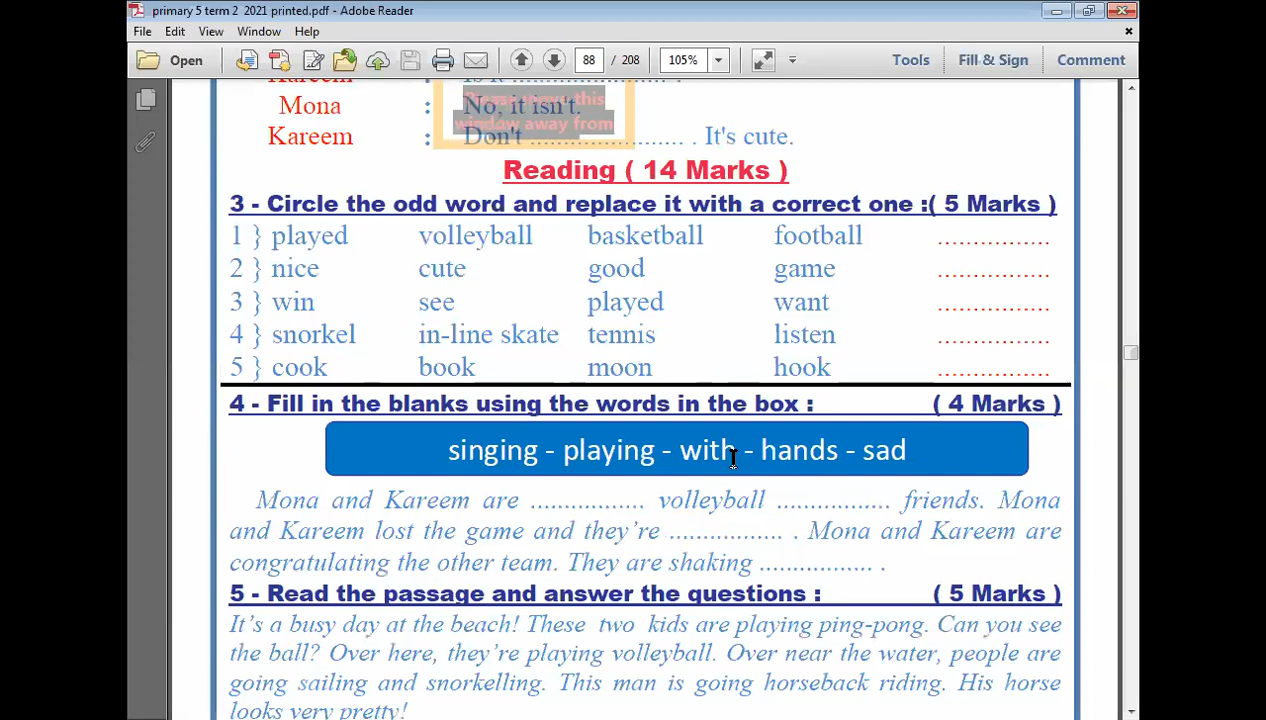 primary 5 term 2 2021 printed.pdf - Adobe Reader
File Edit View Window Help
Open 88 / 208 105% Tools Fill & Sign Comment
Kareem : Is it ........................ .
Mona : No, it isn't.
Please move this
window away from
Kareem : Don't ........................ . It's cute.
Reading ( 14 Marks )
3 - Circle the odd word and replace it with a correct one :( 5 Marks )
1 } played volleyball basketball football ................
2 } nice cute good game ................
3 } win see played want ................
4 } snorkel in-line skate tennis listen ................
5 } cook book moon hook ................
4 - Fill in the blanks using the words in the box : ( 4 Marks )
singing - playing - with - hands - sad
Mona and Kareem are ................ volleyball ................ friends. Mona
and Kareem lost the game and they’re ................ . Mona and Kareem are
congratulating the other team. They are shaking ................ .
5 - Read the passage and answer the questions : ( 5 Marks )
It’s a busy day at the beach! These two kids are playing ping-pong. Can you see
the ball? Over here, they’re playing volleyball. Over near the water, people are
going sailing and snorkelling. This man is going horseback riding. His horse
looks very pretty!